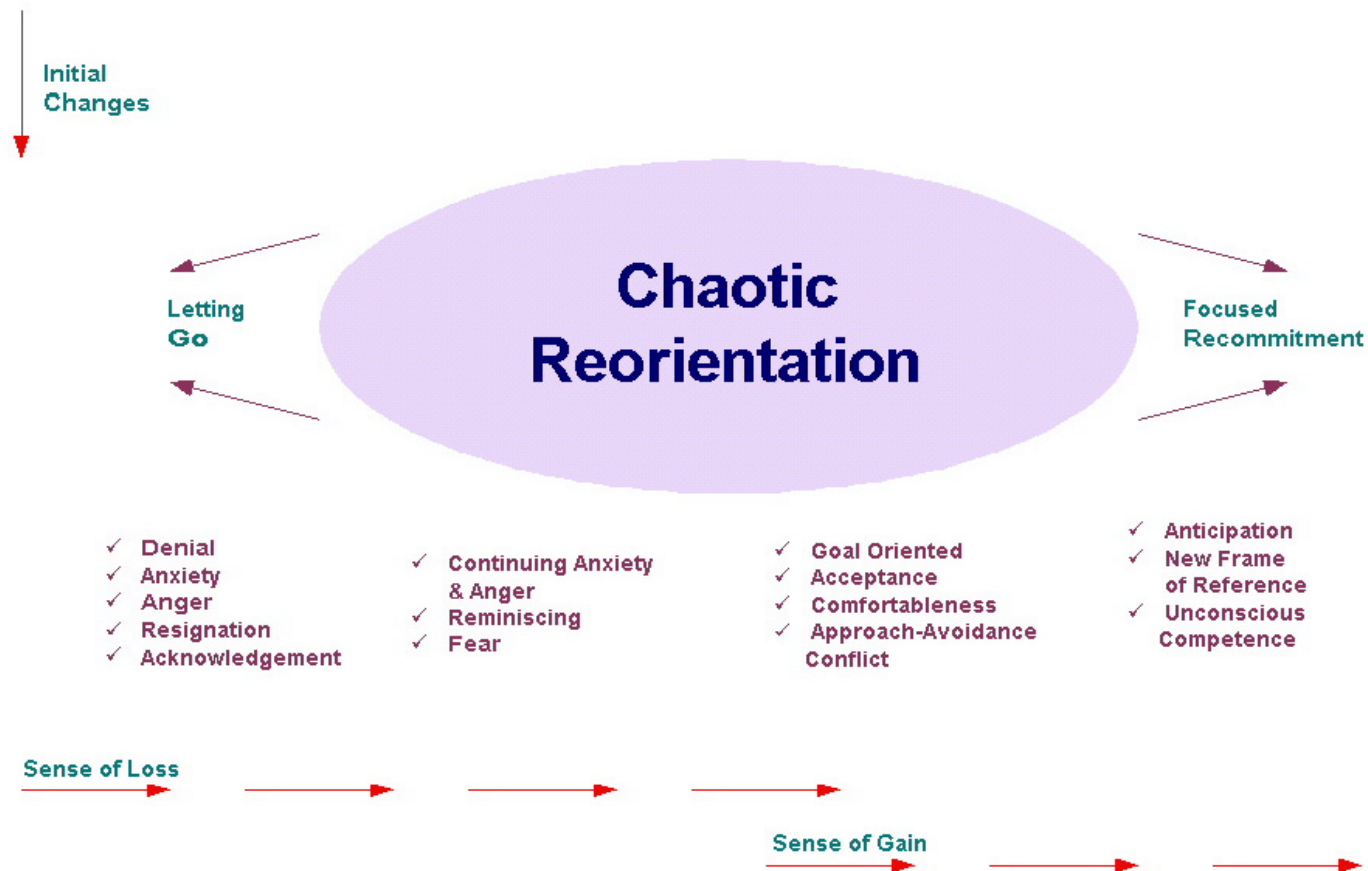 Initial
Changes
Chaotic
Reorientation
Letting
Go
Focused
Recommitment
✓ Denial
✓ Anxiety
✓ Anger
✓ Resignation
✓ Acknowledgement
✓ Continuing Anxiety
& Anger
✓ Reminiscing
✓ Fear
✓ Goal Oriented
✓ Acceptance
✓ Comfortableness
✓ Approach-Avoidance
Conflict
✓ Anticipation
✓ New Frame
of Reference
✓ Unconscious
Competence
Sense of Loss
Sense of Gain